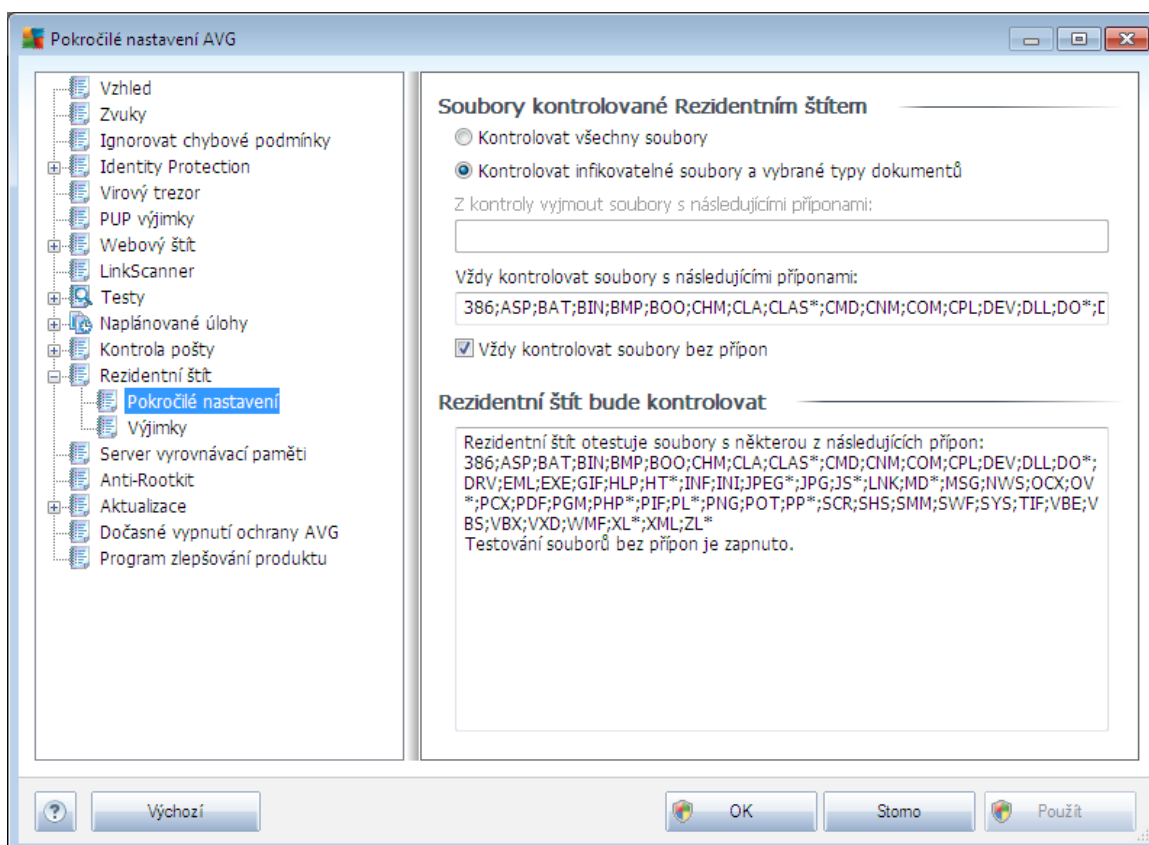 Pokročilé nastavení AVG
Vzhled
Zvuky
Ignorovat chybové podmínky
Identity Protection
Virový trezor
PUP výjimky
Webový štít
LinkScanner
Testy
Naplánované úlohy
Kontrola pošty
Rezidentní štít
Pokročilé nastavení
Výjimky
Server vyrovnávací paměti
Anti-Rootkit
Aktualizace
Dočasné vypnutí ochrany AVG
Program zlepšování produktu
Soubory kontrolované Rezidentním štítem
Kontrolovat všechny soubory
Kontrolovat infikovatelné soubory a vybrané typy dokumentů
Z kontroly vyjmout soubory s následujícími příponami:
Vždy kontrolovat soubory s následujícími příponami:
386;ASP;BAT;BIN;BMP;BOO;CHM;CLA;CLAS*;CMD;CNM;COM;CPL;DEV;DLL;DO*;
Vždy kontrolovat soubory bez přípon
Rezidentní štít bude kontrolovat
Rezidentní štít otestuje soubory s některou z následujících přípon:
386;ASP;BAT;BIN;BMP;BOO;CHM;CLA;CLAS*;CMD;CNM;COM;CPL;DEV;DLL;DO*;
DRV;EML;EXE;GIF;HLP;HT*;INF;INI;JPEG*;JPG;JS*;LNK;MD*;MSG;NWS;OCX;OV
*;PCX;PDF;PGM;PHP*;PIF;PL*;PNG;POT;PP*;SCR;SHS;SMM;SWF;SYS;TIF;VBE;V
BS;VBX;VXD;WMF;XL*;XML;ZL*
Testování souborů bez přípon je zapnuto.
?
Výchozí
OK
Stomo
Použít